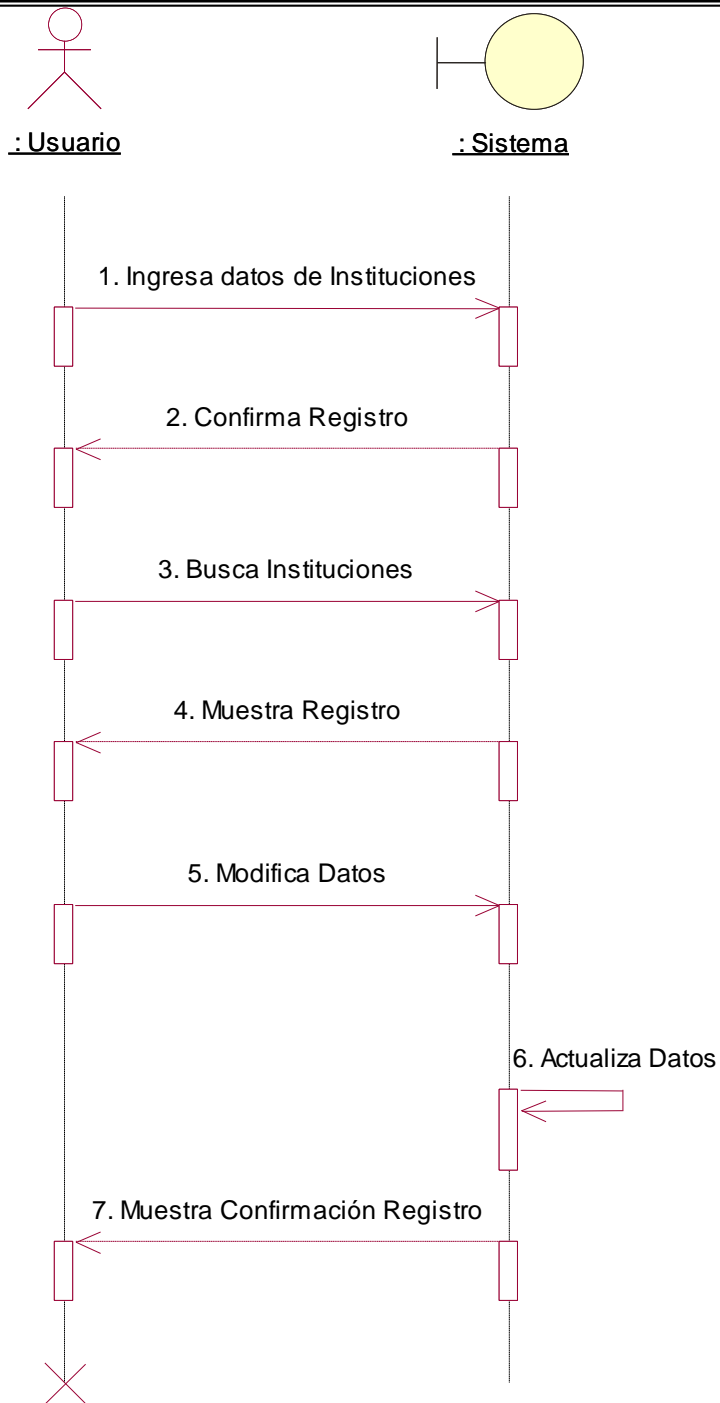 : Usuario
: Sistema
1. Ingresa datos de Instituciones
2. Confirma Registro
3. Busca Instituciones
4. Muestra Registro
5. Modifica Datos
6. Actualiza Datos
7. Muestra Confirmación Registro